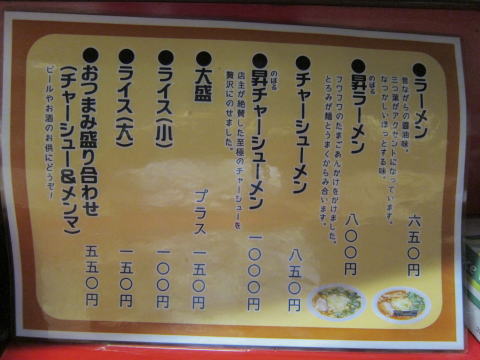 ●ラーメン 六五〇円
昔ながらの醤油味。
三つ葉がアクセントになっています。
なつかしいほっとする味。
●昇ラーメン 八〇〇円
のぼる
フワフワのたまごあんかけをかけました。
とろみが麺とうまくからみ合います。
●チャーシューメン 八五〇円
●昇チャーシューメン 一〇〇〇円
のぼる
店主が絶賛した至極のチャーシューを
贅沢にのせました。
●大盛 プラス 一五〇円
●ライス(小) 一〇〇円
●ライス(大) 一五〇円
●おつまみ盛り合わせ
(チャーシュー&メンマ) 五五〇円
ビールやお酒のお供にどうぞ〜